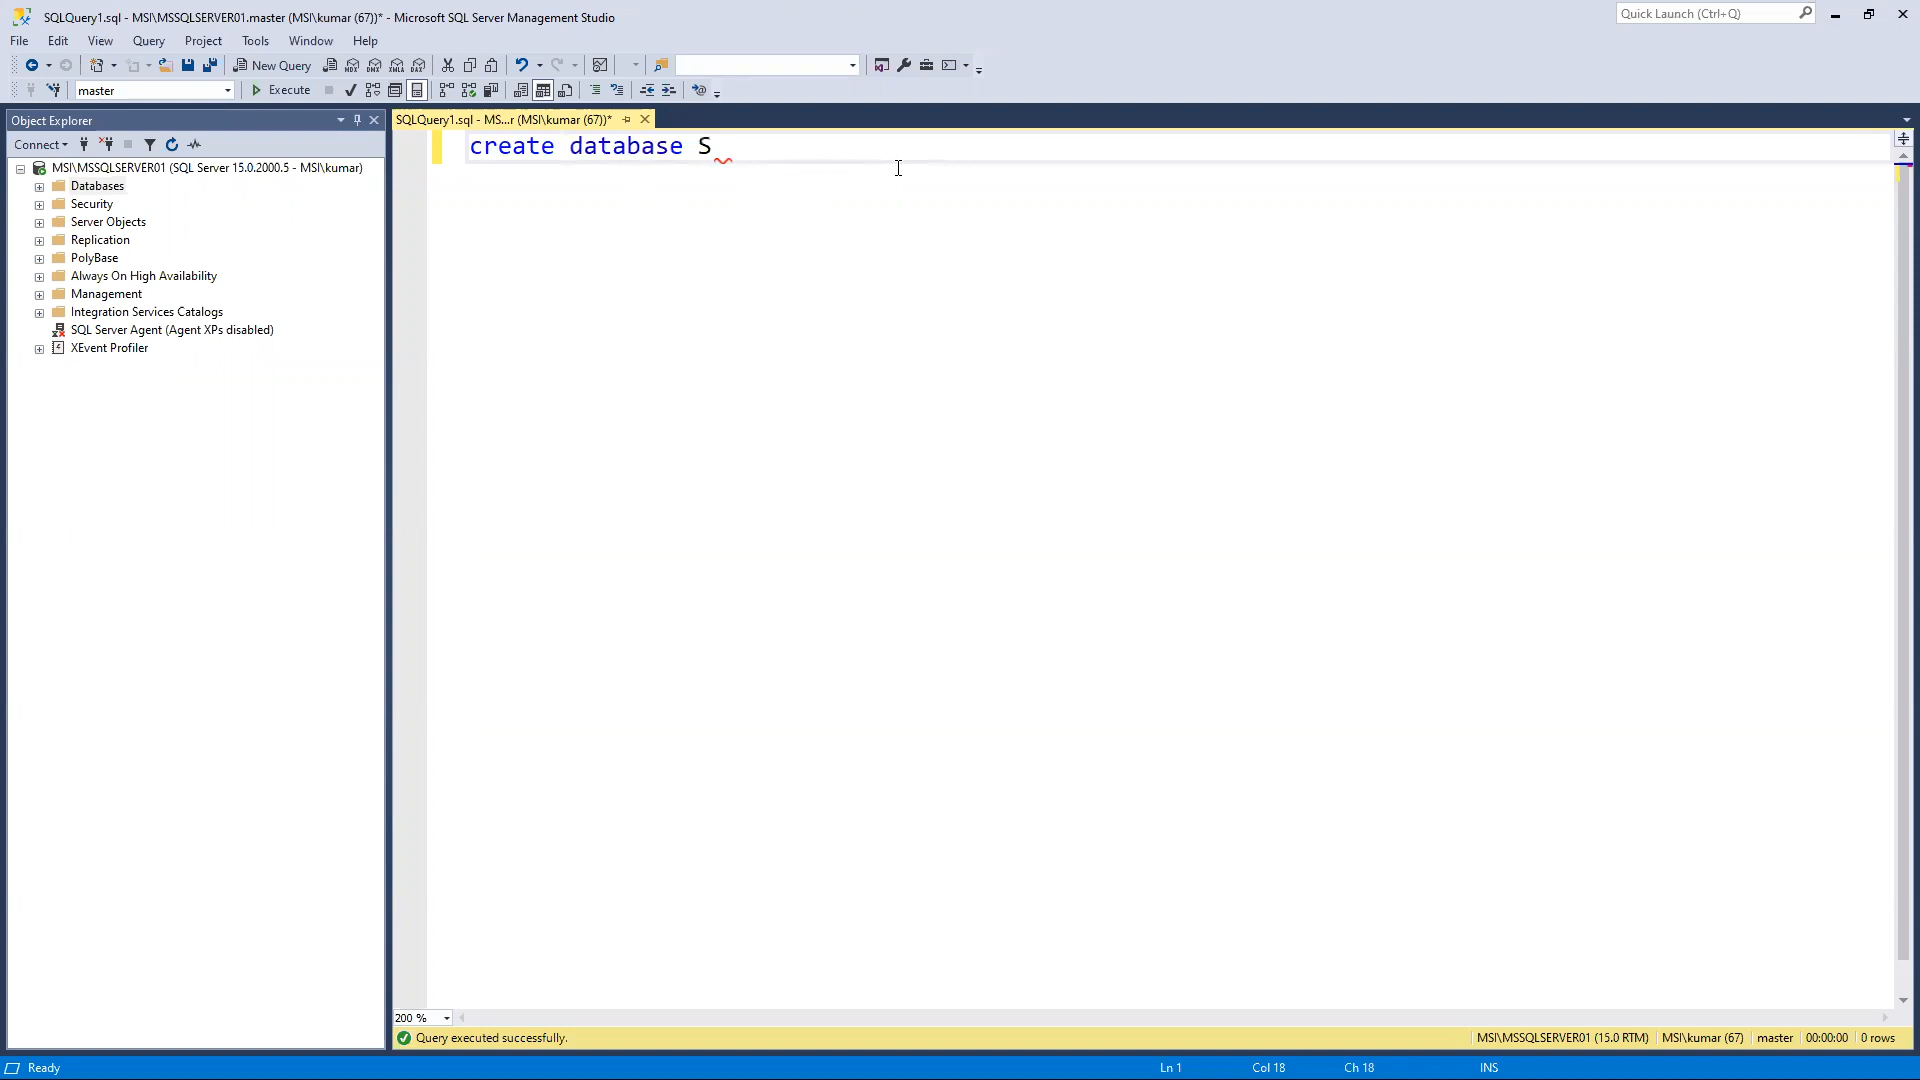 SQLQuery1.sql - MSI\MSSQLSERVER01.master (MSI\kumar (67))* - Microsoft SQL Server Management Studio
Quick Launch (Ctrl+Q)
File Edit View Query Project Tools Window Help
New Query
MDX DMX XMLA DAX
master
Execute
Object Explorer
SQLQuery1.sql - MS...r (MSI\kumar (67))*
Connect
create database S
MSI\MSSQLSERVER01 (SQL Server 15.0.2000.5 - MSI\kumar)
Databases
Security
Server Objects
Replication
PolyBase
Always On High Availability
Management
Integration Services Catalogs
SQL Server Agent (Agent XPs disabled)
XEvent Profiler
200 %
Query executed successfully.
MSI\MSSQLSERVER01 (15.0 RTM) MSI\kumar (67) master 00:00:00 0 rows
Ready
Ln 1 Col 18 Ch 18 INS